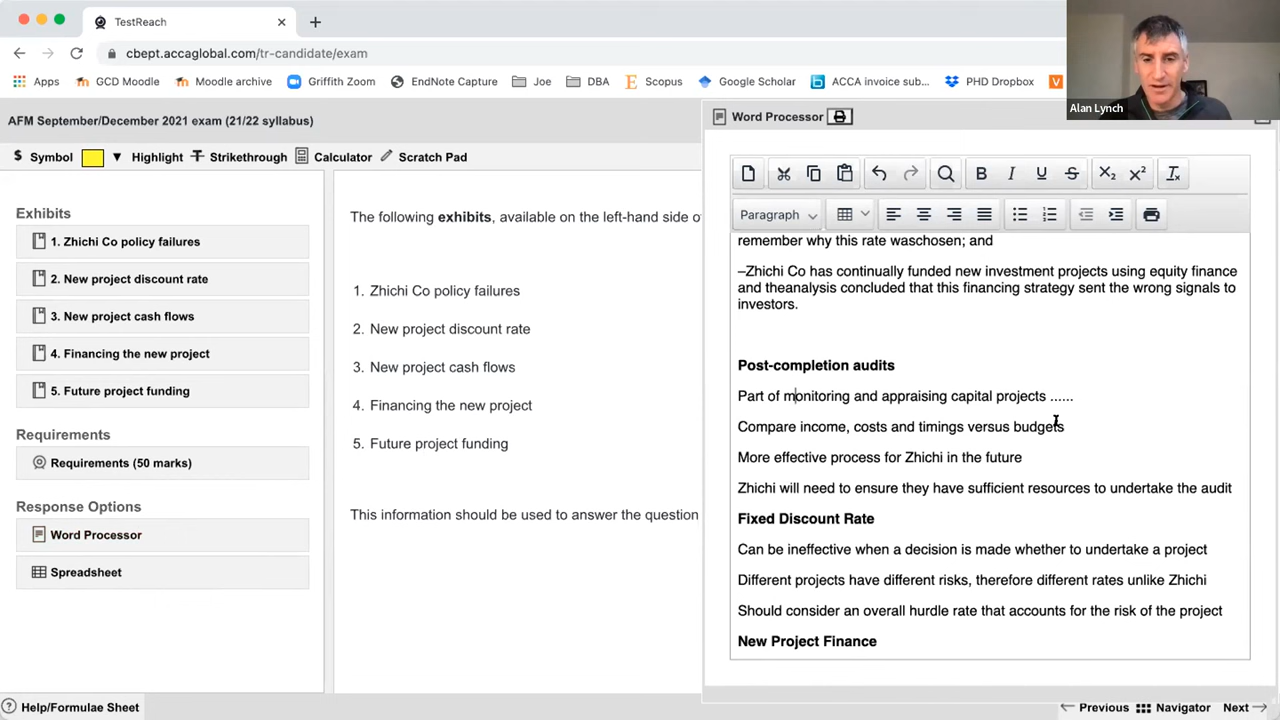 TestReach
cbept.accaglobal.com/tr-candidate/exam
Apps
GCD Moodle
Moodle archive
Griffith Zoom
EndNote Capture
Joe
DBA
Scopus
Google Scholar
ACCA invoice sub...
PHD Dropbox
Alan Lynch
AFM September/December 2021 exam (21/22 syllabus)
$ Symbol
Highlight
Strikethrough
Calculator
Scratch Pad
Exhibits
1. Zhichi Co policy failures
2. New project discount rate
3. New project cash flows
4. Financing the new project
5. Future project funding
Requirements
Requirements (50 marks)
Response Options
Word Processor
Spreadsheet
The following exhibits, available on the left-hand side o
1. Zhichi Co policy failures
2. New project discount rate
3. New project cash flows
4. Financing the new project
5. Future project funding
This information should be used to answer the question
Word Processor
Paragraph
remember why this rate waschosen; and
–Zhichi Co has continually funded new investment projects using equity finance
and theanalysis concluded that this financing strategy sent the wrong signals to
investors.
Post-completion audits
Part of monitoring and appraising capital projects ......
Compare income, costs and timings versus budgets
More effective process for Zhichi in the future
Zhichi will need to ensure they have sufficient resources to undertake the audit
Fixed Discount Rate
Can be ineffective when a decision is made whether to undertake a project
Different projects have different risks, therefore different rates unlike Zhichi
Should consider an overall hurdle rate that accounts for the risk of the project
New Project Finance
Help/Formulae Sheet
Previous
Navigator
Next